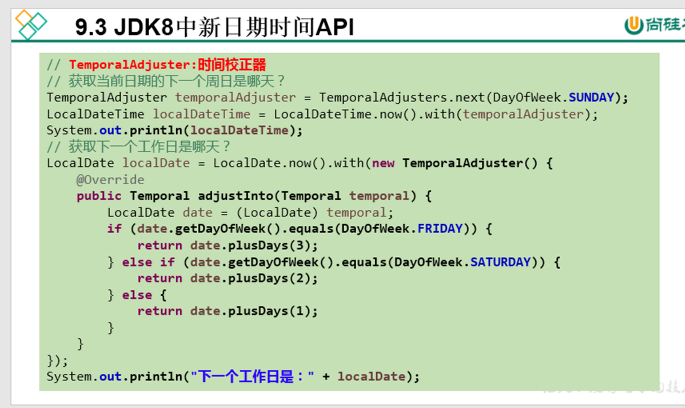 9.3 JDK8中新日期时间API
尚硅
// TemporalAdjuster:时间校正器
// 获取当前日期的下一个周日是哪天？
TemporalAdjuster temporalAdjuster = TemporalAdjusters.next(DayOfWeek.SUNDAY);
LocalDateTime localDateTime = LocalDateTime.now().with(temporalAdjuster);
System.out.println(localDateTime);
// 获取下一个工作日是哪天？
LocalDate localDate = LocalDate.now().with(new TemporalAdjuster() {
@Override
public Temporal adjustInto(Temporal temporal) {
LocalDate date = (LocalDate) temporal;
if (date.getDayOfWeek().equals(DayOfWeek.FRIDAY)) {
return date.plusDays(3);
} else if (date.getDayOfWeek().equals(DayOfWeek.SATURDAY)) {
return date.plusDays(2);
} else {
return date.plusDays(1);
}
}
});
System.out.println("下一个工作日是：" + localDate);